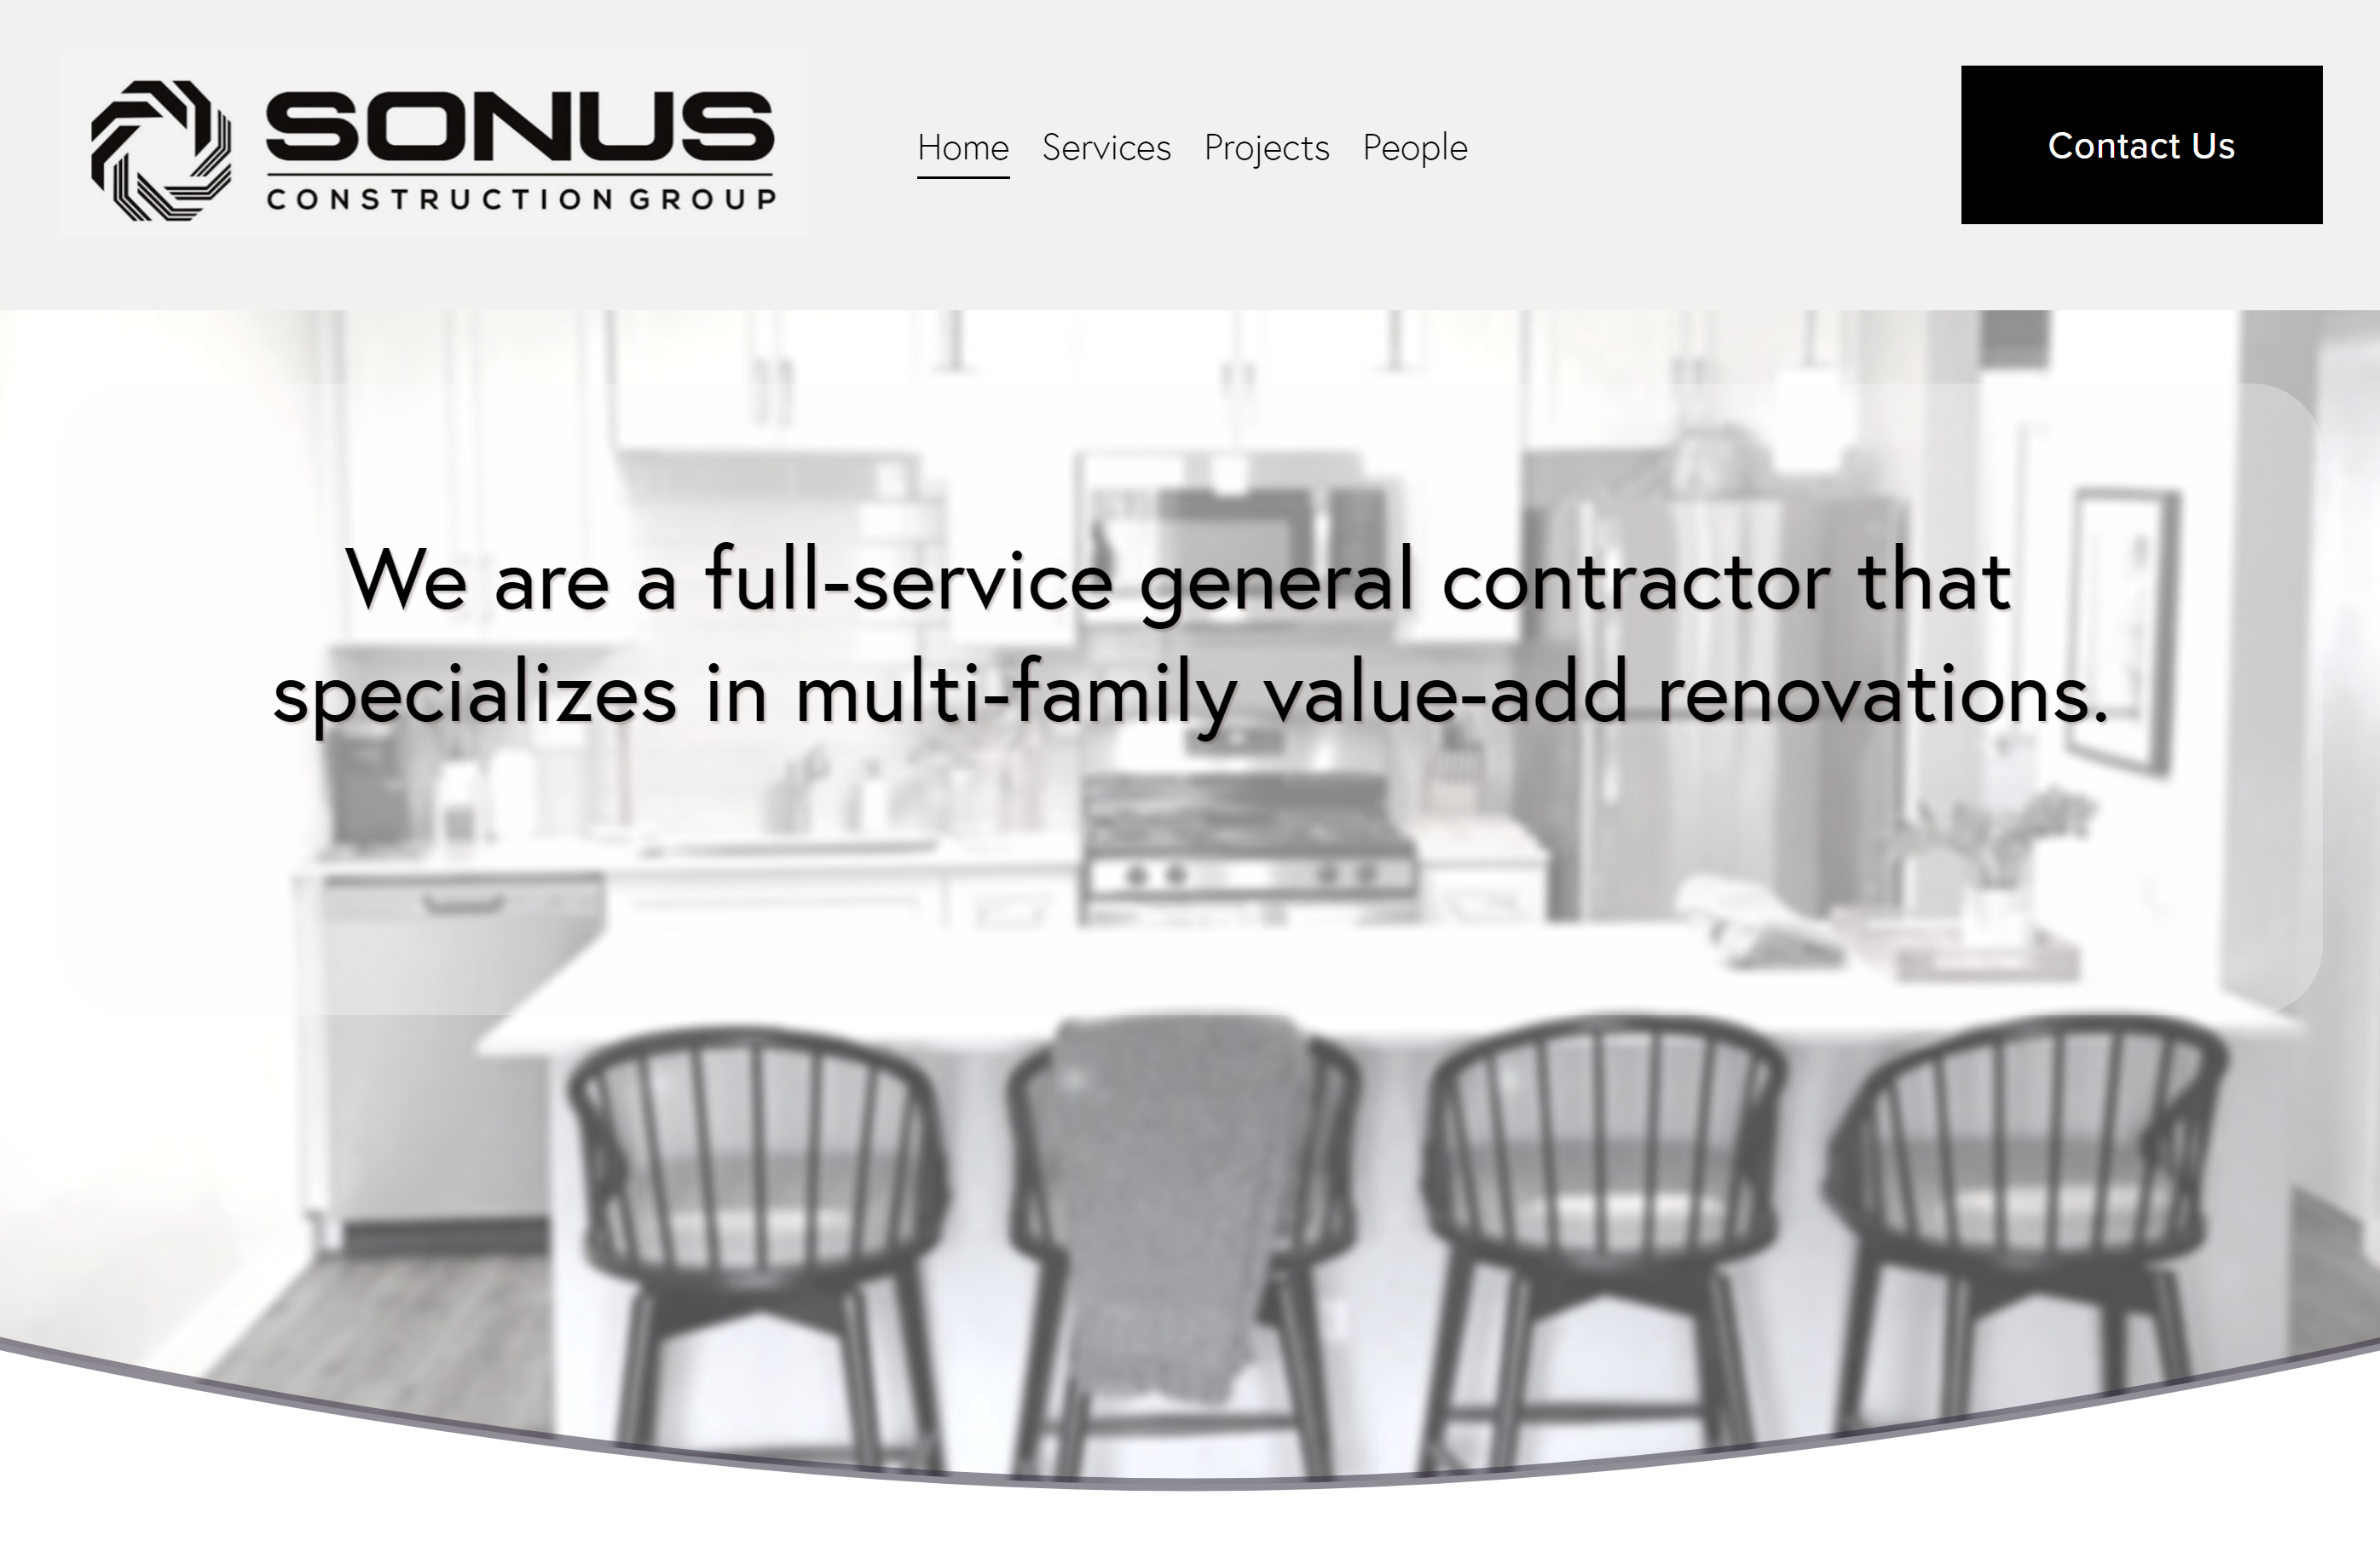 SONUS
CONSTRUCTION GROUP
Home Services Projects People
Contact Us
We are a full-service general contractor that
specializes in multi-family value-add renovations.